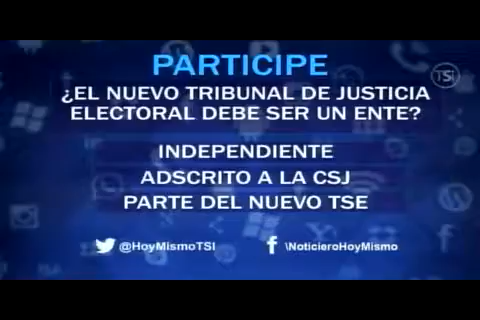 PARTICIPE
TSI
¿EL NUEVO TRIBUNAL DE JUSTICIA
ELECTORAL DEBE SER UN ENTE?
INDEPENDIENTE
ADSCRITO A LA CSJ
PARTE DEL NUEVO TSE
@HoyMismoTSI
\NoticieroHoyMismo